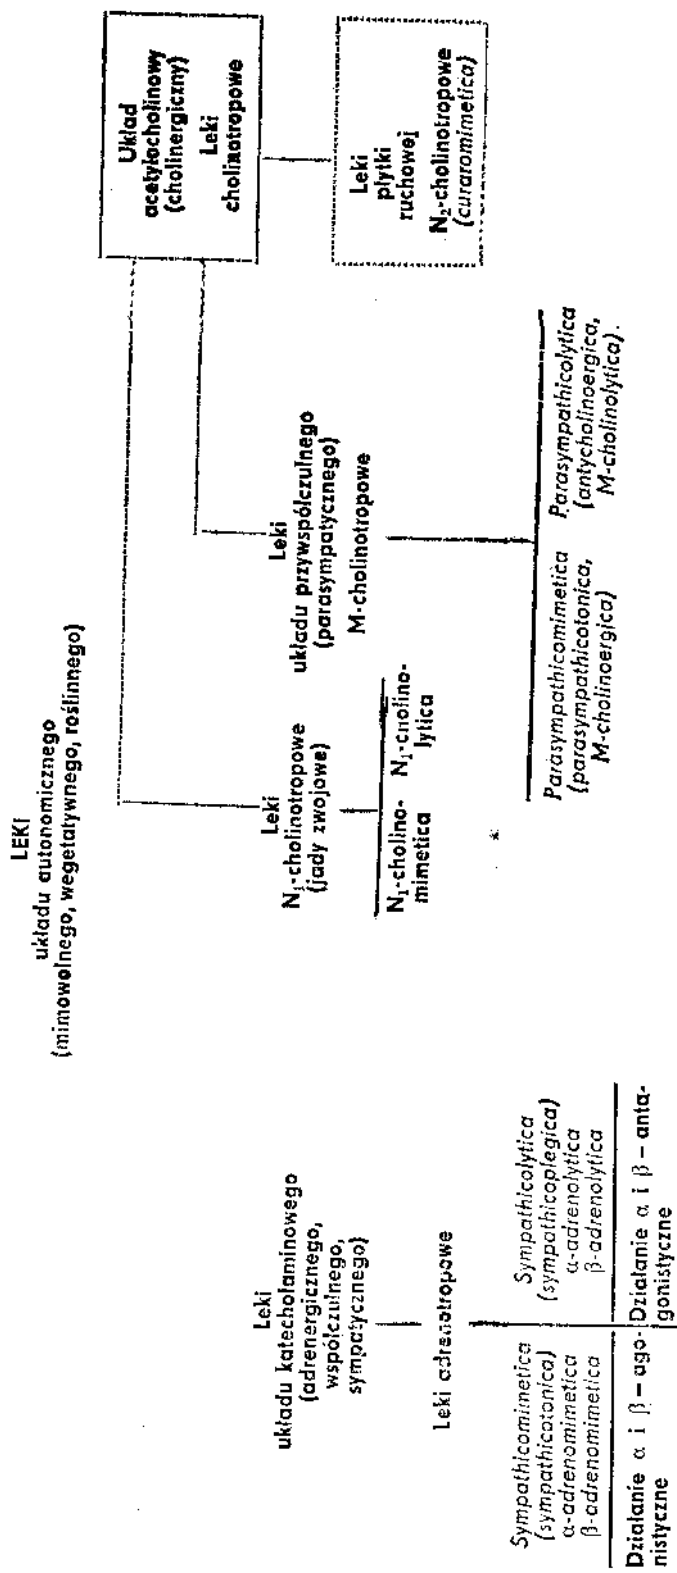 LEKI
układu autonomicznego
(mimowolnego, wegetatywnego, roślinnego)
Leki
układu katecholaminowego
(adrenergicznego,
współczulnego,
sympatycznego)
Leki adrenotropowe
Sympathicomimetica
(sympathicotonica)
α-adrenomimetica
β-adrenomimetica
Działanie α i β – ago-
nistyczne
Sympathicolytica
(sympathicoplegica)
α-adrenolytica
β-adrenolytica
Działanie α i β – anta-
gonistyczne
Leki
N₁-cholinotropowe
(jady zwojowe)
N₁-cholino-
mimetica
N₁-cholino-
lytica
Leki
układu przywspółczulnego
(parasympatycznego)
M-cholinotropowe
Parasympathicomimetica
(parasympathicotonica,
M-cholinoergica)
Parasympathicolytica
(antycholinoergica,
M-cholinolytica).
Układ
acetylocholinowy
(cholinergiczny)
Leki
cholinotropowe
Leki
płytki
ruchowej
N₂-cholinotropowe
(curaromimetica)